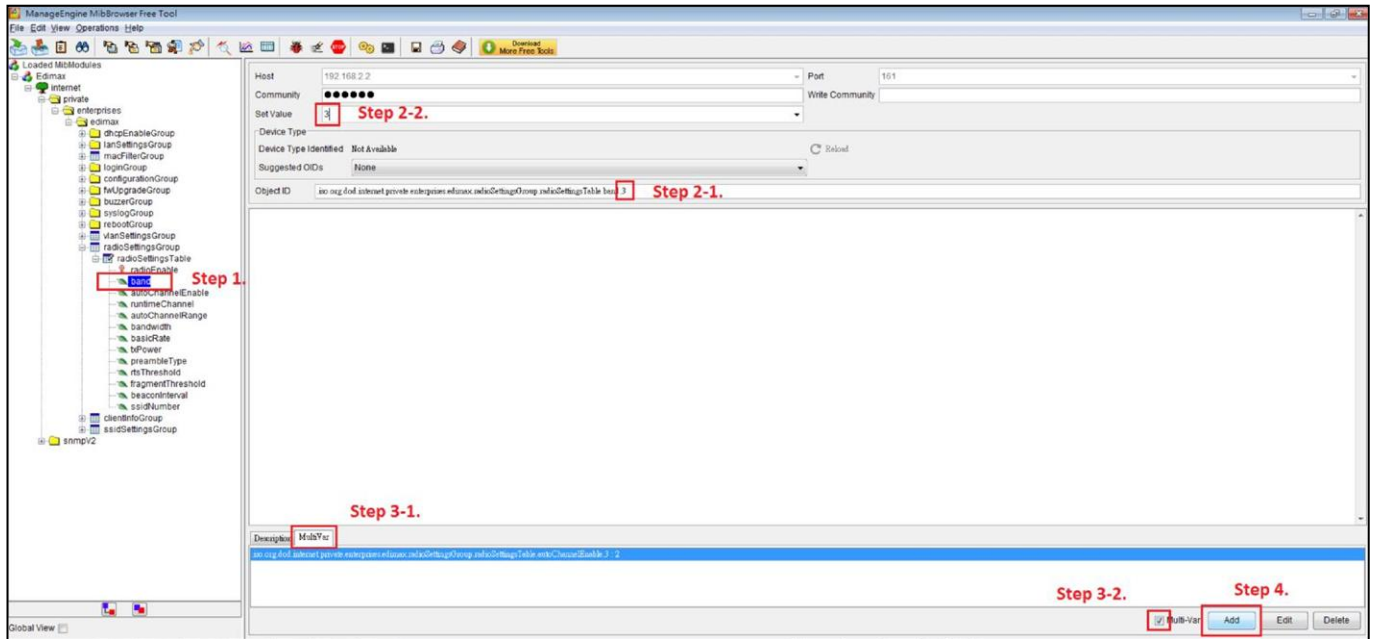 ManageEngine MibBrowser Free Tool
File Edit View Operations Help
Download
More Free Tools
Loaded MibModules
Edimax
internet
private
enterprises
edimax
dhcpEnableGroup
lanSettingsGroup
macFilterGroup
loginGroup
configurationGroup
fwUpgradeGroup
buzzerGroup
syslogGroup
rebootGroup
vlanSettingsGroup
radioSettingsGroup
radioSettingsTable
radioEnable
band
Step 1.
autoChannelEnable
runtimeChannel
autoChannelRange
bandwidth
basicRate
txPower
preambleType
rtsThreshold
fragmentThreshold
beaconInterval
ssidNumber
clientInfoGroup
ssidSettingsGroup
snmpV2
Global View
Host 192.168.2.2 Port 161
Community ●●●●●● Write Community
Set Value 3 Step 2-2.
Device Type
Device Type Identified Not Available Reload
Suggested OIDs None
Object ID .iso.org.dod.internet.private.enterprises.edimax.radioSettingsGroup.radioSettingsTable.band.3 Step 2-1.
Step 3-1.
Description MultiVar
.iso.org.dod.internet.private.enterprises.edimax.radioSettingsGroup.radioSettingsTable.autoChannelEnable.3 : 2
Step 3-2. Step 4.
Multi-Var Add Edit Delete